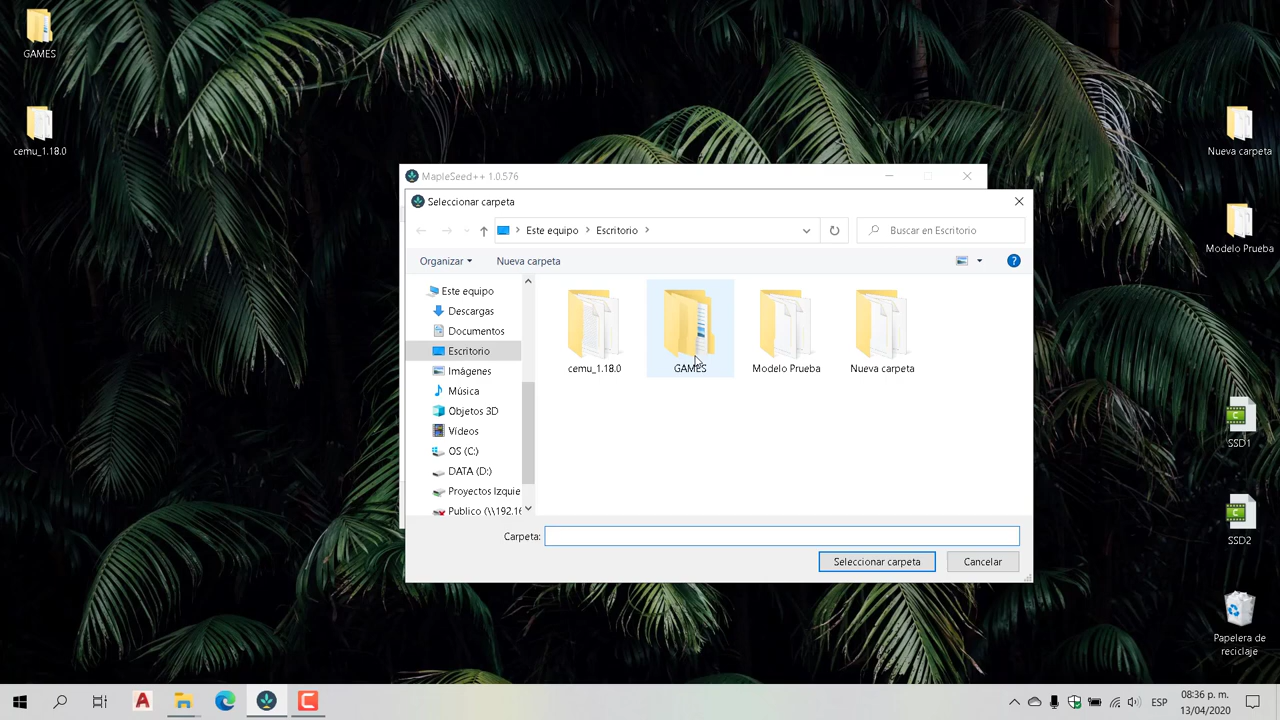 GAMES
cemu_1.18.0
Nueva carpeta
Modelo Prueba
SSD1
SSD2
Papelera de
reciclaje
MapleSeed++ 1.0.576
Seleccionar carpeta
Este equipo > Escritorio >
Buscar en Escritorio
Organizar
Nueva carpeta
Este equipo
Descargas
Documentos
Escritorio
Imágenes
Música
Objetos 3D
Vídeos
OS (C:)
DATA (D:)
Proyectos Izquie
Publico (\\192.16
cemu_1.18.0
GAMES
Modelo Prueba
Nueva carpeta
Carpeta:
Seleccionar carpeta
Cancelar
ESP
08:36 p. m.
13/04/2020